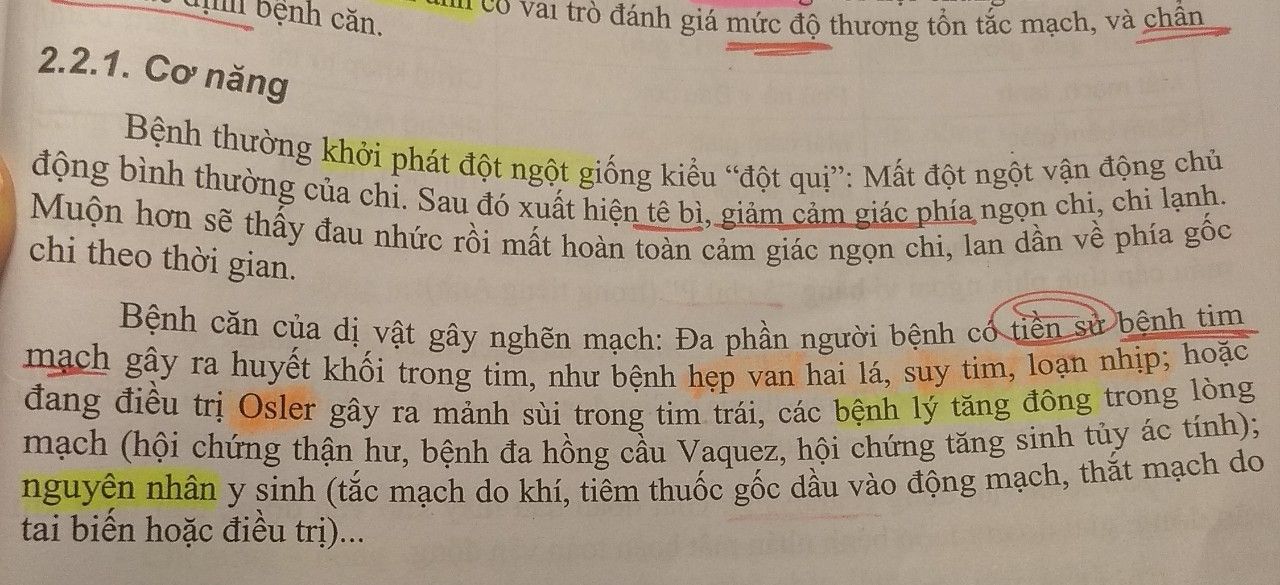 bệnh căn.
có vai trò đánh giá mức độ thương tổn tắc mạch, và chẩn
2.2.1. Cơ năng
Bệnh thường khởi phát đột ngột giống kiểu “đột quị”: Mất đột ngột vận động chủ
động bình thường của chi. Sau đó xuất hiện tê bì, giảm cảm giác phía ngọn chi, chi lạnh.
Muộn hơn sẽ thấy đau nhức rồi mất hoàn toàn cảm giác ngọn chi, lan dần về phía gốc
chi theo thời gian.
Bệnh căn của dị vật gây nghẽn mạch: Đa phần người bệnh có tiền sử bệnh tim
mạch gây ra huyết khối trong tim, như bệnh hẹp van hai lá, suy tim, loạn nhịp; hoặc
đang điều trị Osler gây ra mảnh sùi trong tim trái, các bệnh lý tăng đông trong lòng
mạch (hội chứng thận hư, bệnh đa hồng cầu Vaquez, hội chứng tăng sinh tủy ác tính);
nguyên nhân y sinh (tắc mạch do khí, tiêm thuốc gốc dầu vào động mạch, thắt mạch do
tai biến hoặc điều trị)...